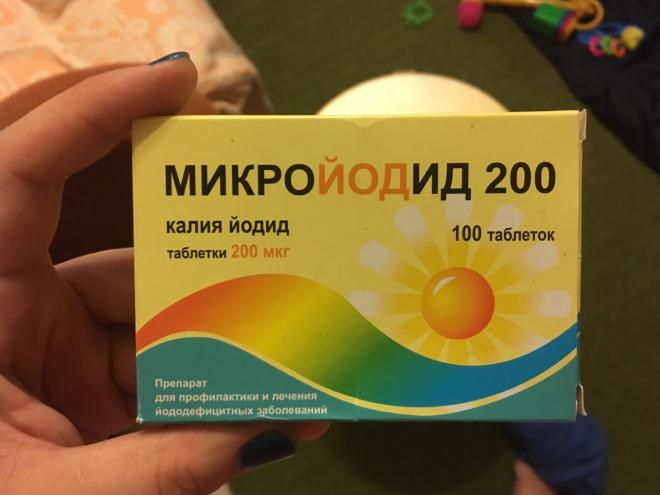 МИКРОЙОДИД 200
калия йодид
таблетки 200 мкг
100 таблеток
Препарат
для профилактики и лечения
йододефицитных заболеваний